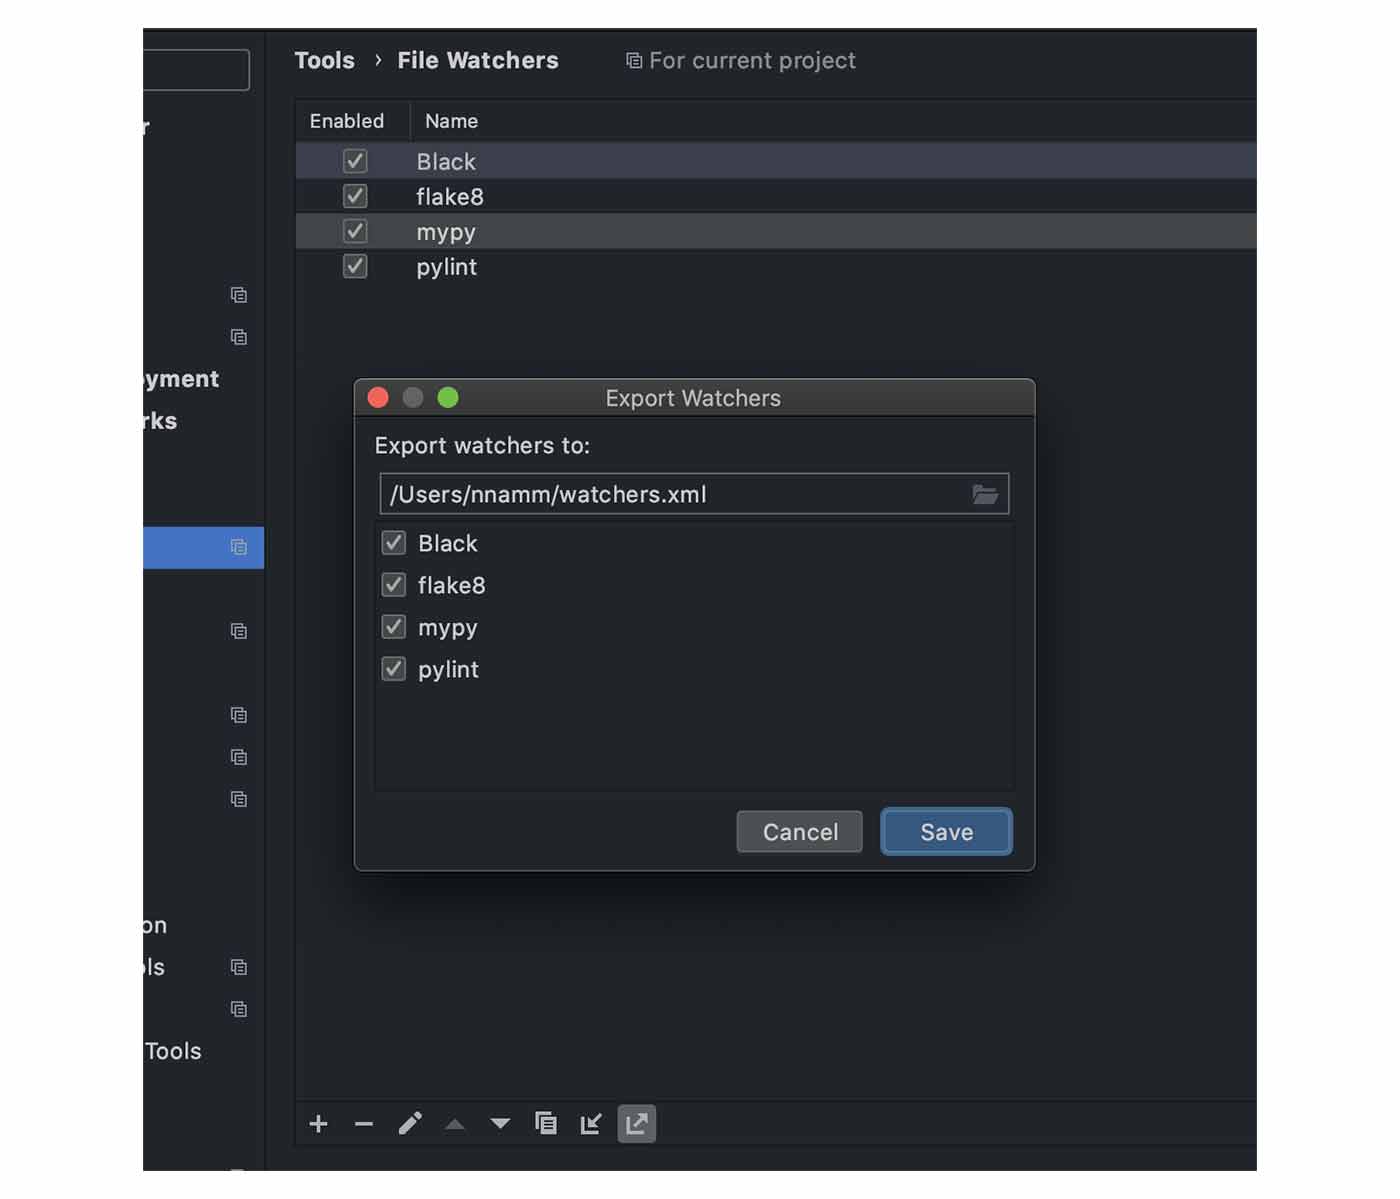 Tools › File Watchers For current project
Enabled Name
Black
flake8
mypy
pylint
Export Watchers
Export watchers to:
/Users/nnamm/watchers.xml
Black
flake8
mypy
pylint
Cancel Save
r
yment
rks
on
ls
Tools